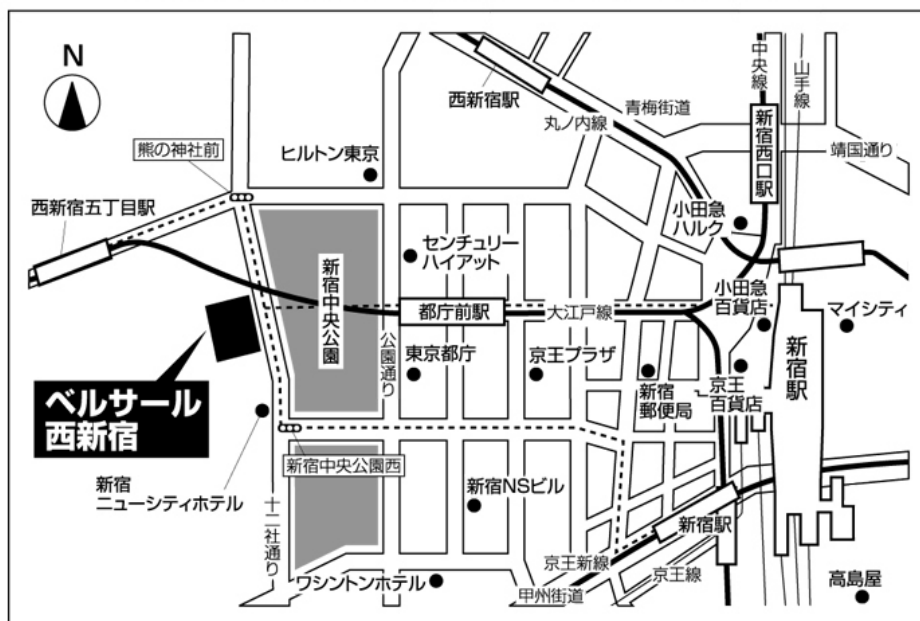 N
西新宿駅
中央線
山手線
青梅街道
丸ノ内線
新宿西口駅
靖国通り
熊の神社前
ヒルトン東京
西新宿五丁目駅
小田急
ハルク
センチュリー
ハイアット
新宿中央公園
小田急
百貨店
都庁前駅
大江戸線
マイシティ
公園通り
東京都庁
京王プラザ
新宿
郵便局
京王
百貨店
新宿駅
ベルサール
西新宿
新宿中央公園西
新宿
ニューシティホテル
十二社通り
新宿NSビル
新宿駅
京王新線
京王線
ワシントンホテル
甲州街道
高島屋